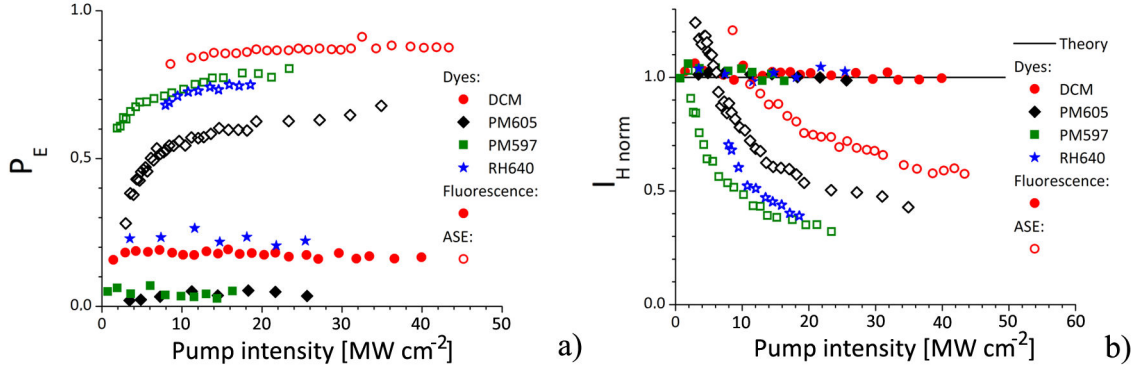 P_E
1.0
0.5
0.0
0
10
20
30
40
50
Pump intensity [MW cm⁻²]
Dyes:
DCM
PM605
PM597
RH640
Fluorescence:
ASE:
a)
I_H norm
1.0
0.5
0.0
0
10
20
30
40
50
60
Pump intensity [MW cm⁻²]
Theory
Dyes:
DCM
PM605
PM597
RH640
Fluorescence:
ASE:
b)